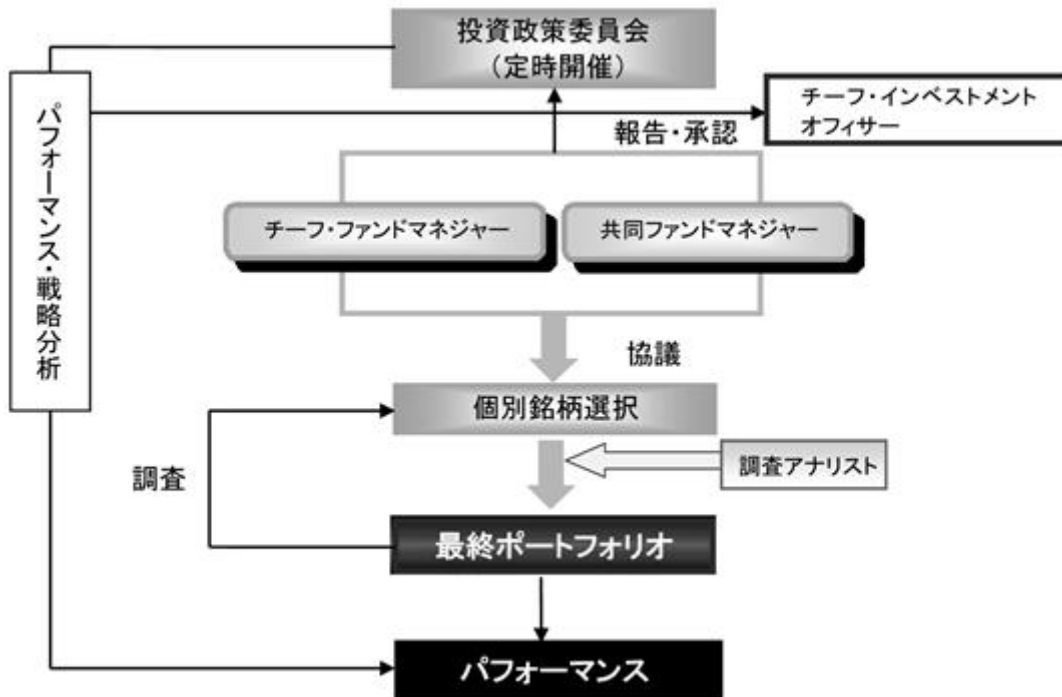 投資政策委員会
（定時開催）
チーフ・インベストメント
オフィサー
報告・承認
パフォーマンス・戦略分析
チーフ・ファンドマネジャー
共同ファンドマネジャー
協議
個別銘柄選択
調査アナリスト
調査
最終ポートフォリオ
パフォーマンス